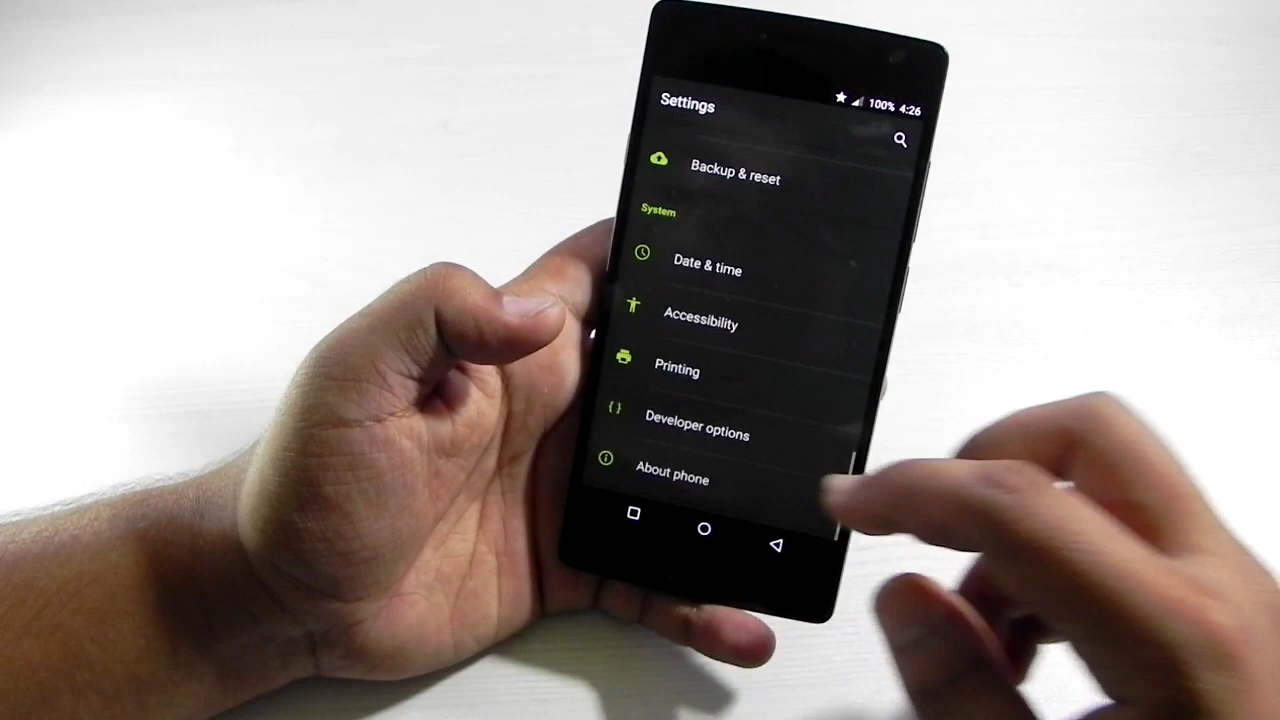 100% 4:26
Settings
Backup & reset
System
Date & time
Accessibility
Printing
Developer options
About phone